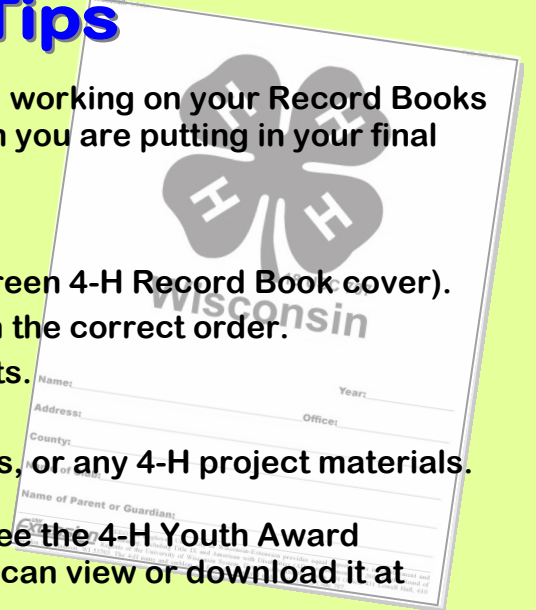 Tips
working on your Record Books
you are putting in your final
H
H
H
H
reen 4-H Record Book cover).
Wisconsin
the correct order.
ts.
Name:
Year:
Address:
Office:
County:
s, or any 4-H project materials.
Name of Parent or Guardian:
Extension
ee the 4-H Youth Award
can view or download it at